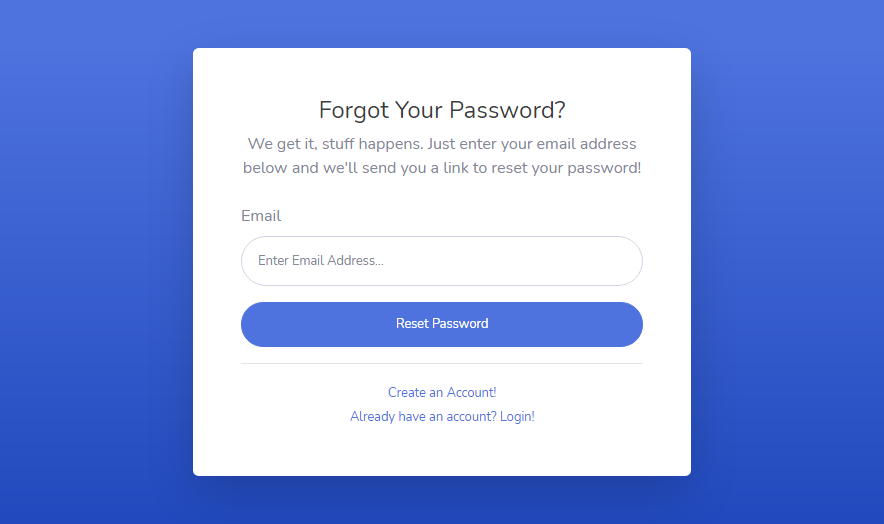 Forgot Your Password?
We get it, stuff happens. Just enter your email address
below and we'll send you a link to reset your password!
Email
Enter Email Address...
Reset Password
Create an Account!
Already have an account? Login!